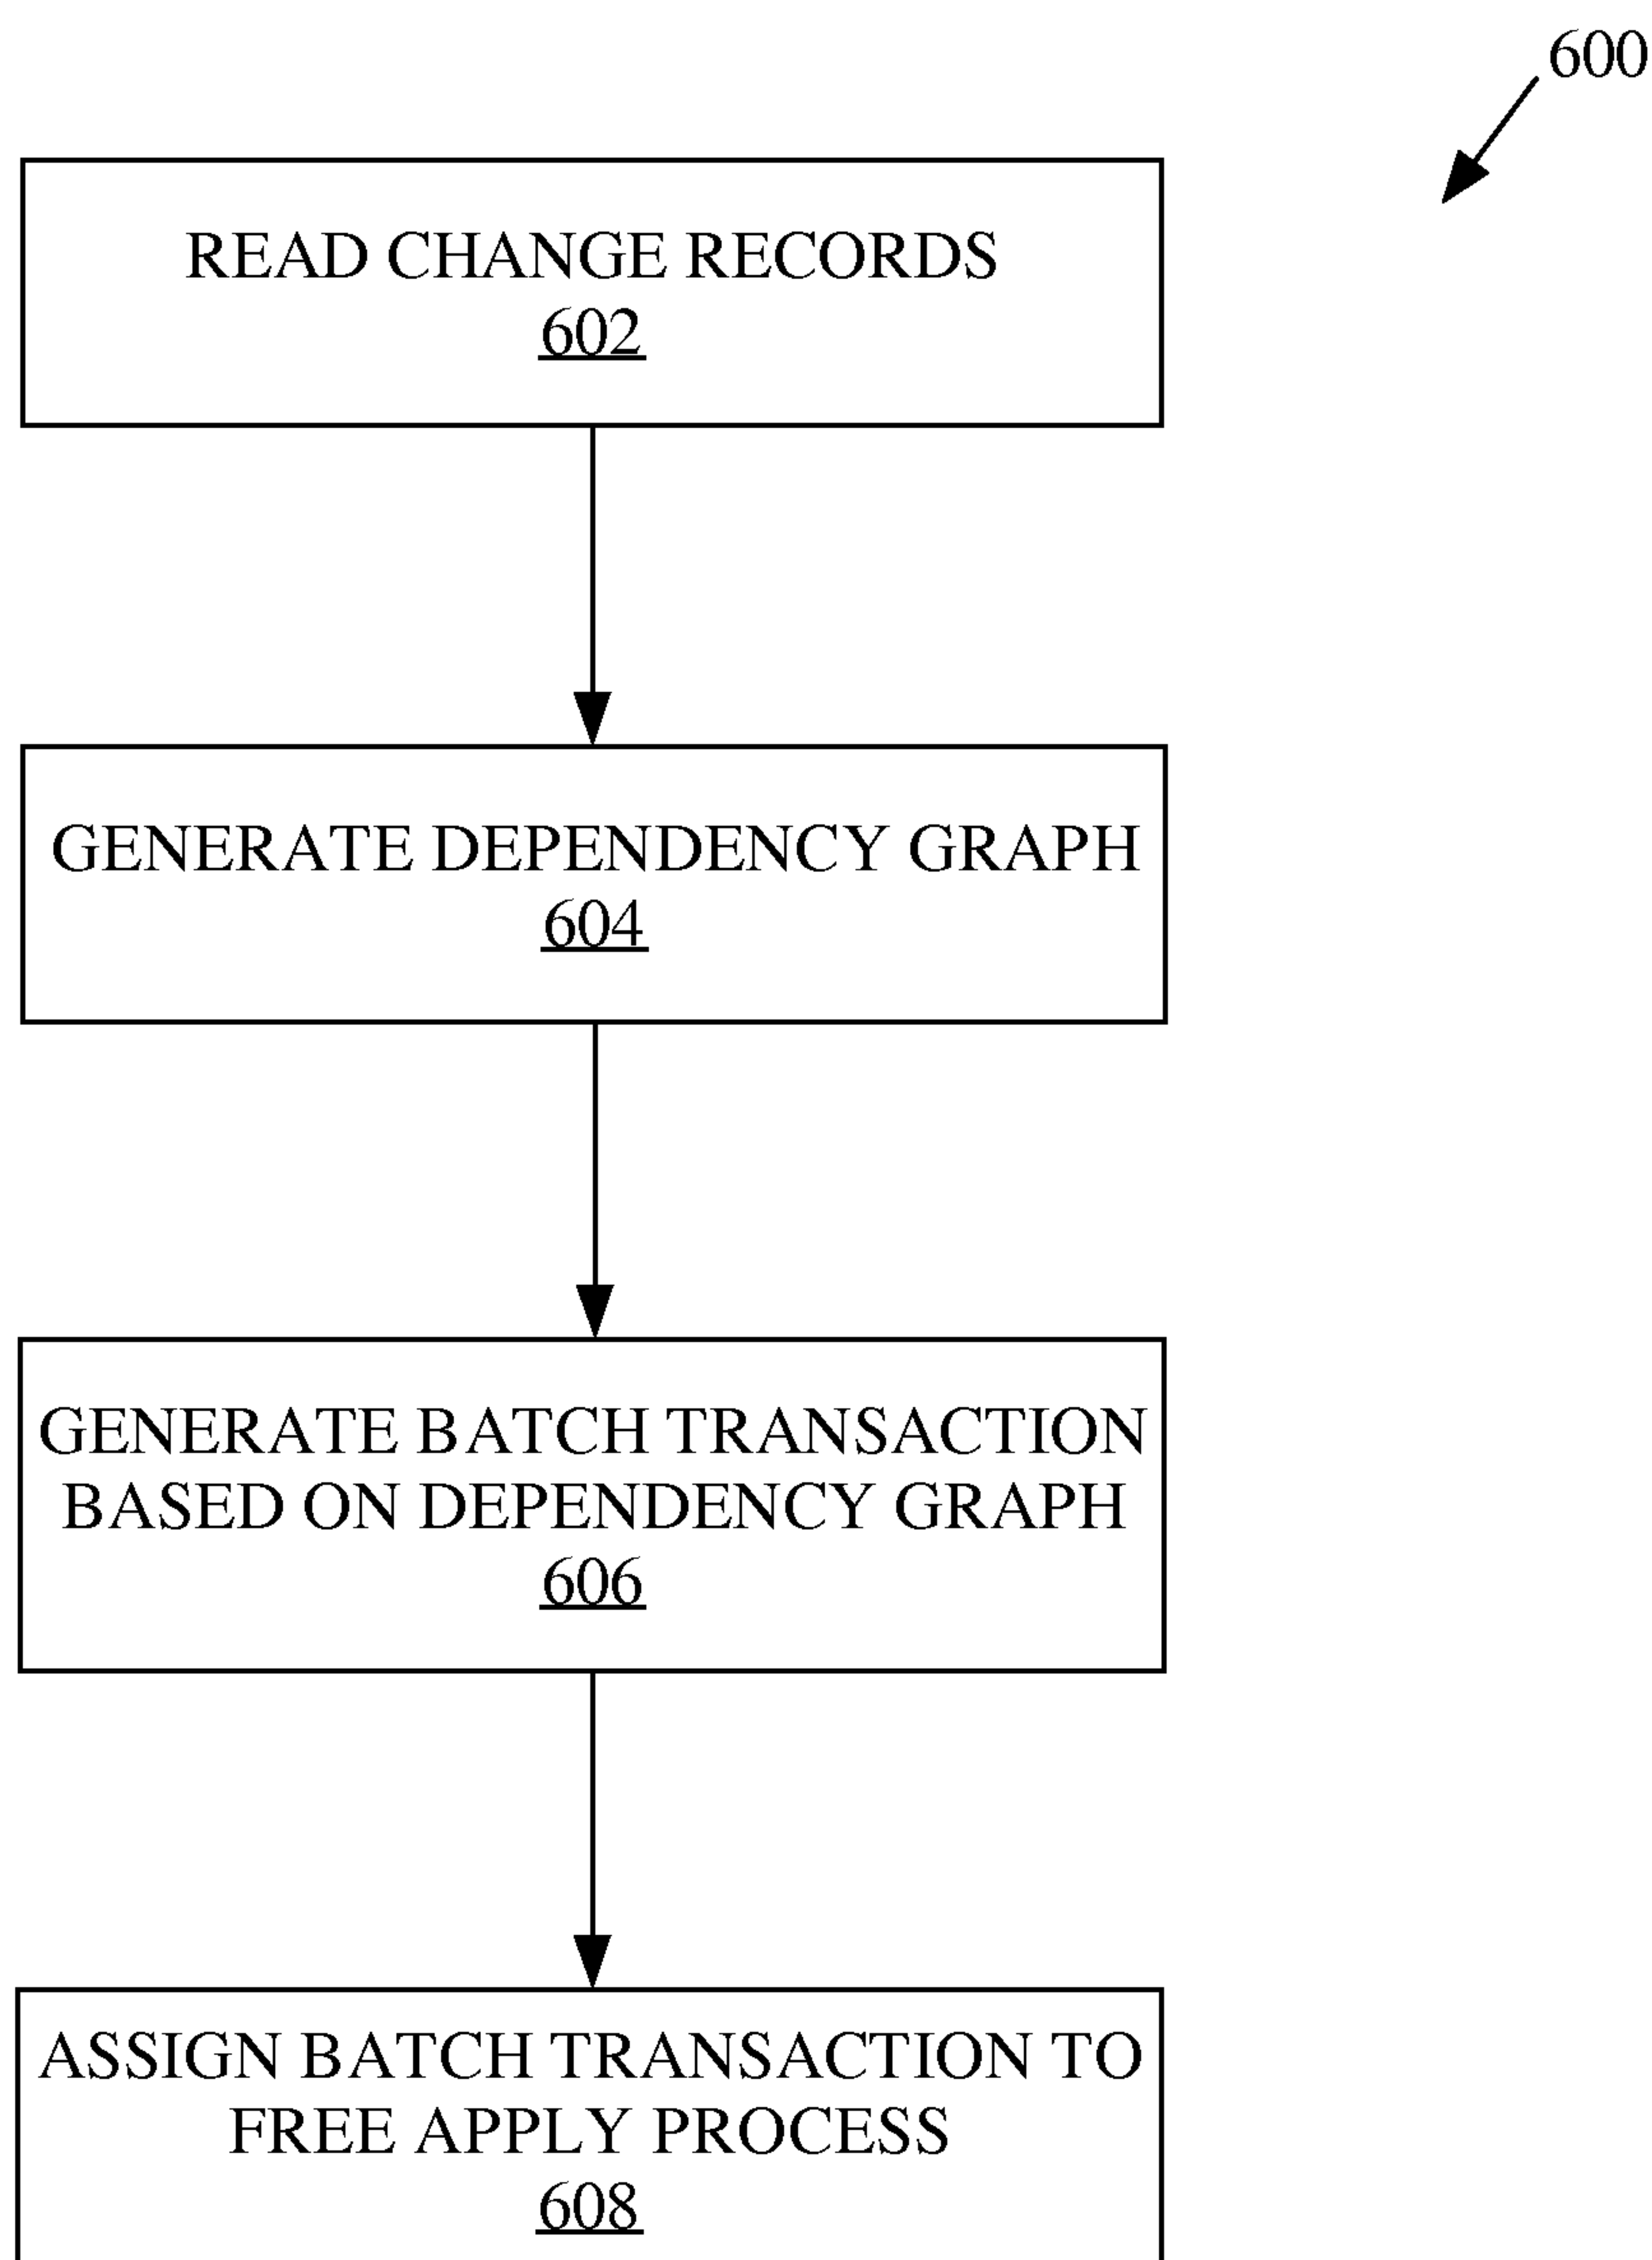 600
READ CHANGE RECORDS
602
GENERATE DEPENDENCY GRAPH
604
GENERATE BATCH TRANSACTION
BASED ON DEPENDENCY GRAPH
606
ASSIGN BATCH TRANSACTION TO
FREE APPLY PROCESS
608